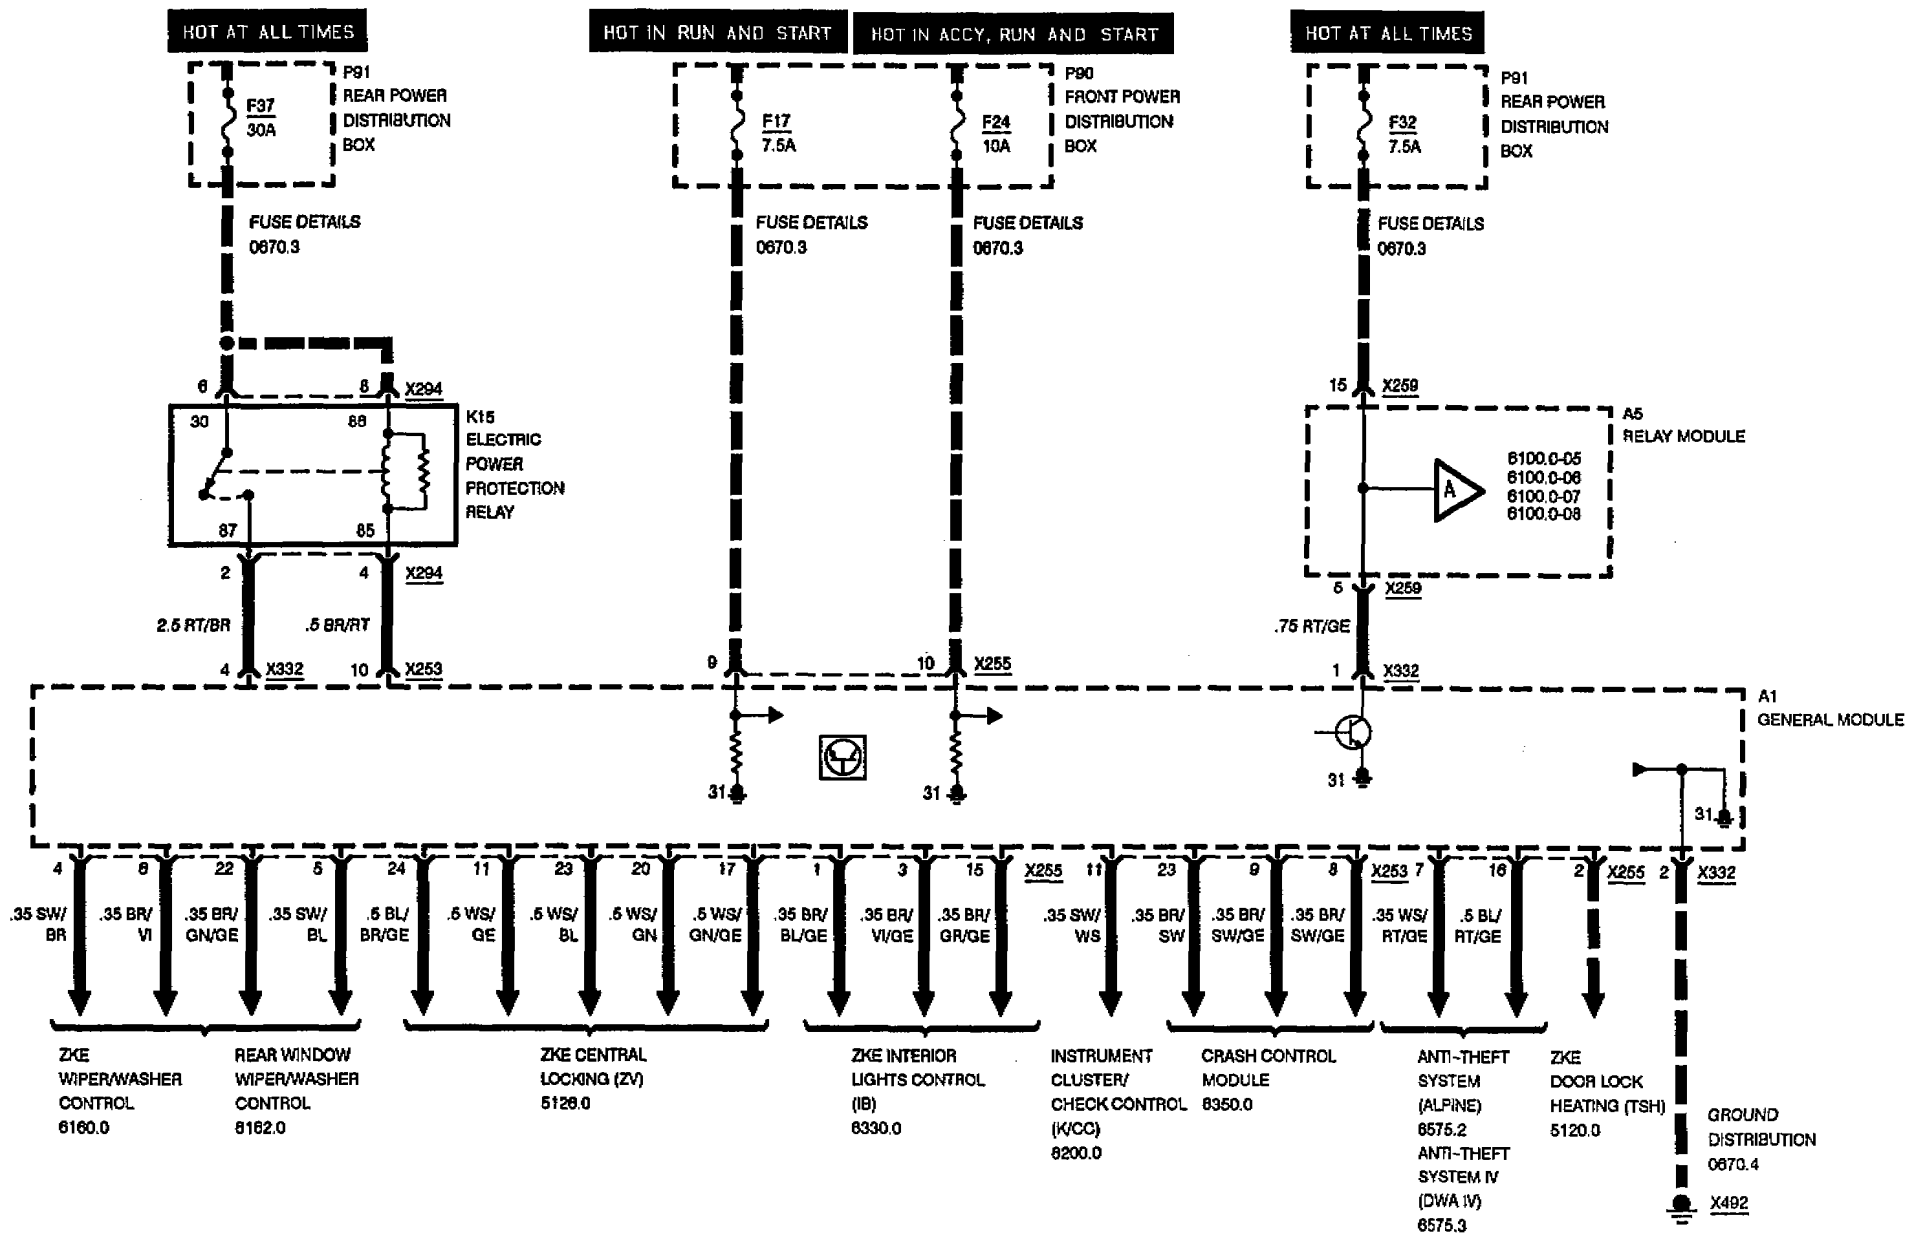 HOT AT ALL TIMES
HOT IN RUN AND START
HOT IN ACCY, RUN AND START
HOT AT ALL TIMES
F37
30A
P91
REAR POWER
DISTRIBUTION
BOX
F17
7.5A
F24
10A
P90
FRONT POWER
DISTRIBUTION
BOX
F32
7.5A
P91
REAR POWER
DISTRIBUTION
BOX
FUSE DETAILS
0670.3
FUSE DETAILS
0670.3
FUSE DETAILS
0670.3
FUSE DETAILS
0670.3
6
8
X294
15
X259
30
86
87
85
K15
ELECTRIC
POWER
PROTECTION
RELAY
A
6100.0-05
6100.0-06
6100.0-07
6100.0-08
A5
RELAY MODULE
2
4
X294
5
X259
2.5 RT/BR
.5 BR/RT
.75 RT/GE
4
X332
10
X253
9
10
X255
1
X332
A1
GENERAL MODULE
31
31
31
31
4
6
22
5
24
11
23
20
17
1
3
15
X255
11
23
9
8
X253
7
16
2
X255
2
X332
.35 SW/
BR
.35 BR/
VI
.35 BR/
GN/GE
.35 SW/
BL
.5 BL/
BR/GE
.5 WS/
GE
.5 WS/
BL
.5 WS/
GN
.5 WS/
GN/GE
.35 BR/
BL/GE
.35 BR/
VI/GE
.35 BR/
GR/GE
.35 SW/
WS
.35 BR/
SW
.35 BR/
SW/GE
.35 BR/
SW/GE
.35 WS/
RT/GE
.5 BL/
RT/GE
ZKE
WIPER/WASHER
CONTROL
6160.0
REAR WINDOW
WIPER/WASHER
CONTROL
6162.0
ZKE CENTRAL
LOCKING (ZV)
5126.0
ZKE INTERIOR
LIGHTS CONTROL
(IB)
6330.0
INSTRUMENT
CLUSTER/
CHECK CONTROL
(K/CC)
6200.0
CRASH CONTROL
MODULE
6350.0
ANTI-THEFT
SYSTEM
(ALPINE)
6575.2
ANTI-THEFT
SYSTEM IV
(DWA IV)
6575.3
ZKE
DOOR LOCK
HEATING (TSH)
5120.0
GROUND
DISTRIBUTION
0670.4
X492